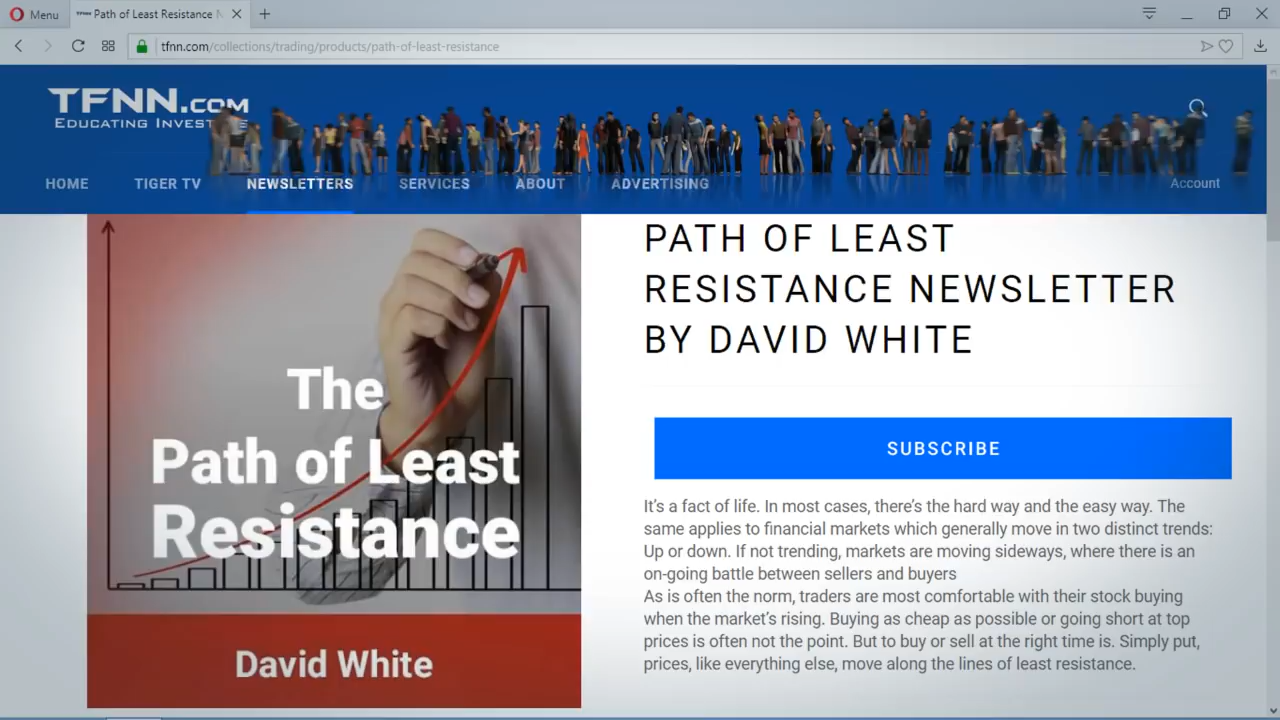 Menu
Path of Least Resistance N
tfnn.com/collections/trading/products/path-of-least-resistance
TFNN.COM
EDUCATING INVESTORS
HOME
TIGER TV
NEWSLETTERS
SERVICES
ABOUT
ADVERTISING
Account
The
Path of Least
Resistance
David White
PATH OF LEAST
RESISTANCE NEWSLETTER
BY DAVID WHITE
SUBSCRIBE
It's a fact of life. In most cases, there's the hard way and the easy way. The
same applies to financial markets which generally move in two distinct trends:
Up or down. If not trending, markets are moving sideways, where there is an
on-going battle between sellers and buyers
As is often the norm, traders are most comfortable with their stock buying
when the market's rising. Buying as cheap as possible or going short at top
prices is often not the point. But to buy or sell at the right time is. Simply put,
prices, like everything else, move along the lines of least resistance.